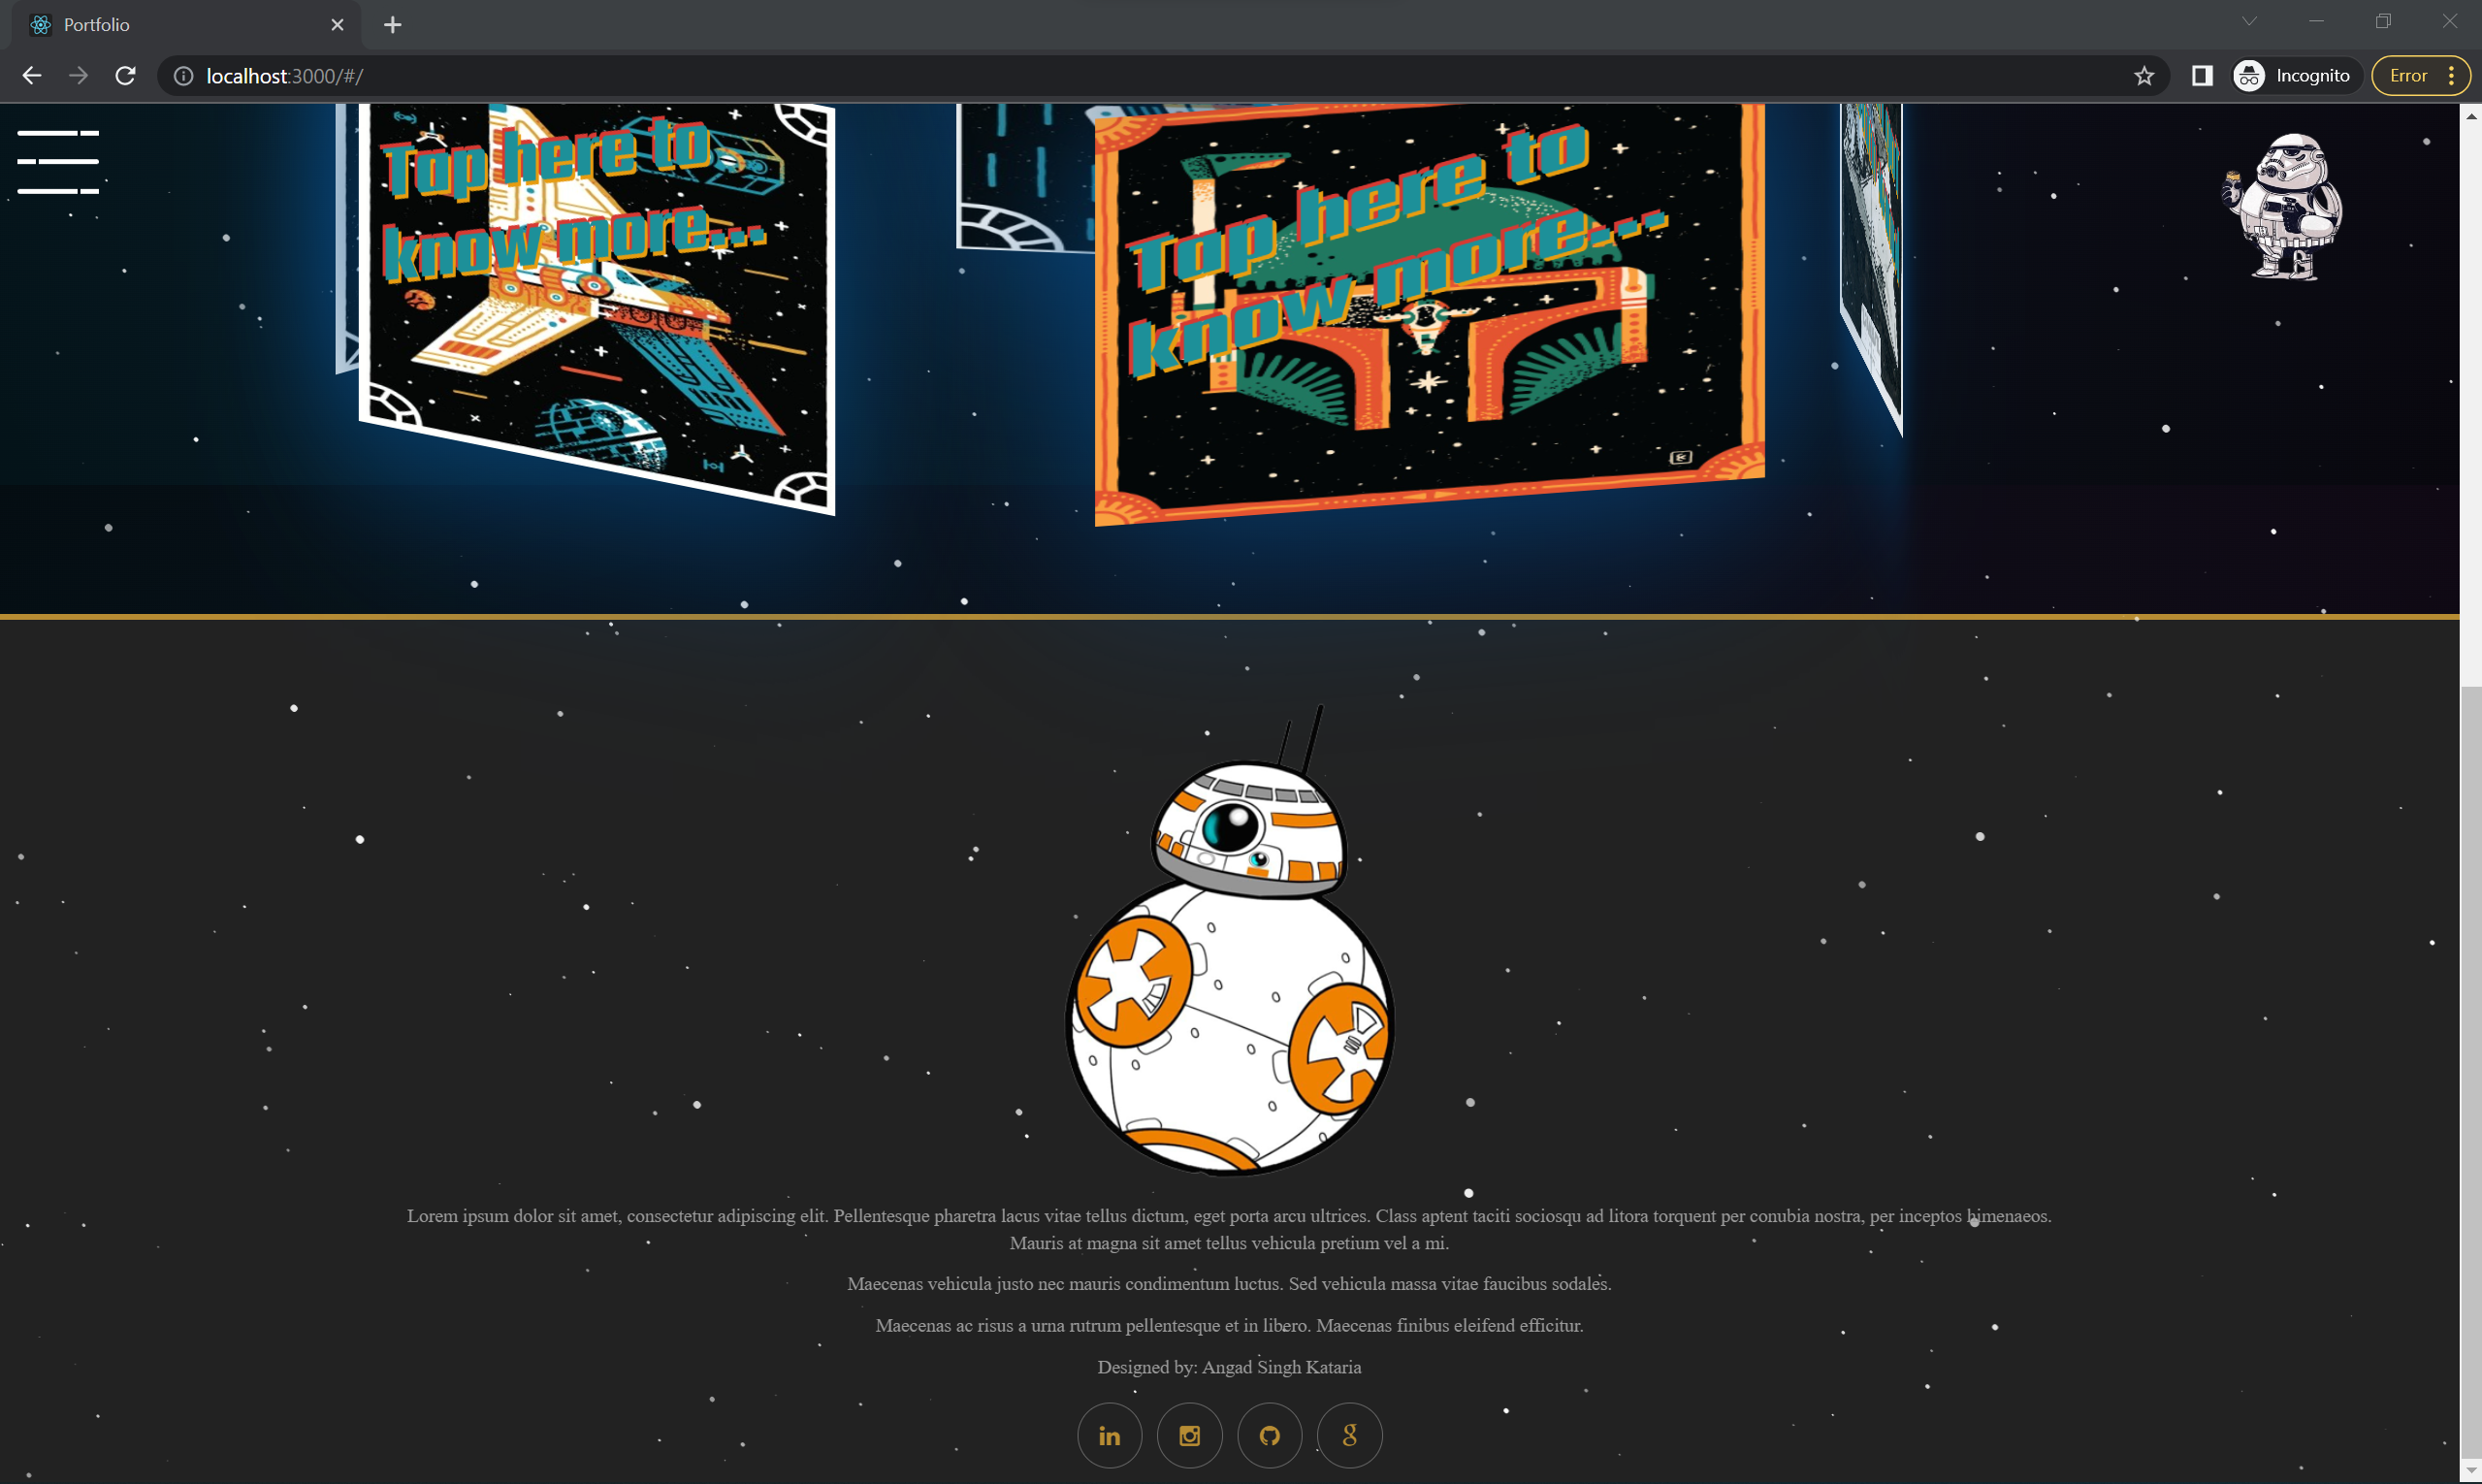 Portfolio
localhost:3000/#/
Incognito
Error
Tap here to
know more...
Tap here to
know more...
Lorem ipsum dolor sit amet, consectetur adipiscing elit. Pellentesque pharetra lacus vitae tellus dictum, eget porta arcu ultrices. Class aptent taciti sociosqu ad litora torquent per conubia nostra, per inceptos himenaeos.
Mauris at magna sit amet tellus vehicula pretium vel a mi.
Maecenas vehicula justo nec mauris condimentum luctus. Sed vehicula massa vitae faucibus sodales.
Maecenas ac risus a urna rutrum pellentesque et in libero. Maecenas finibus eleifend efficitur.
Designed by: Angad Singh Kataria
in
g